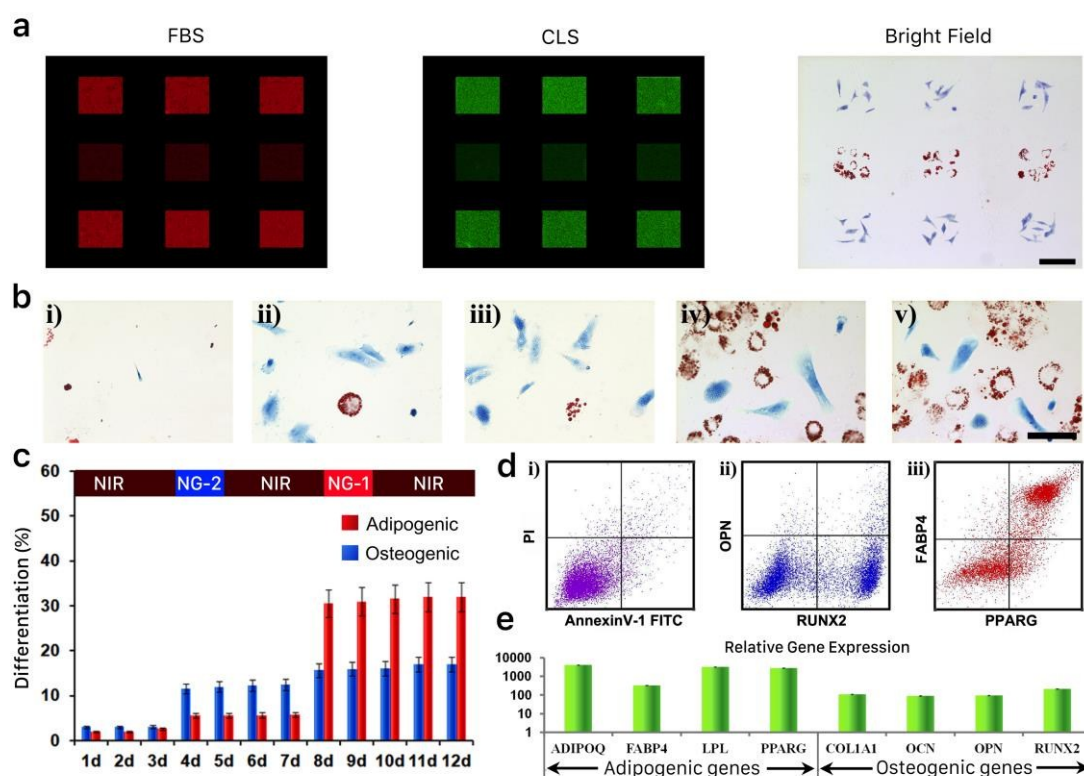 a
FBS CLS Bright Field
b
i) ii) iii) iv) v)
c
Differentiation (%)
60
50
40
30
20
10
0
NIR NG-2 NIR NG-1 NIR
Adipogenic
Osteogenic
1d 2d 3d 4d 5d 6d 7d 8d 9d 10d 11d 12d
d
i) ii) iii)
PI
AnnexinV-1 FITC
OPN
RUNX2
FABP4
PPARG
e
Relative Gene Expression
10000
1000
100
10
1
ADIPOQ FABP4 LPL PPARG COL1A1 OCN OPN RUNX2
Adipogenic genes Osteogenic genes